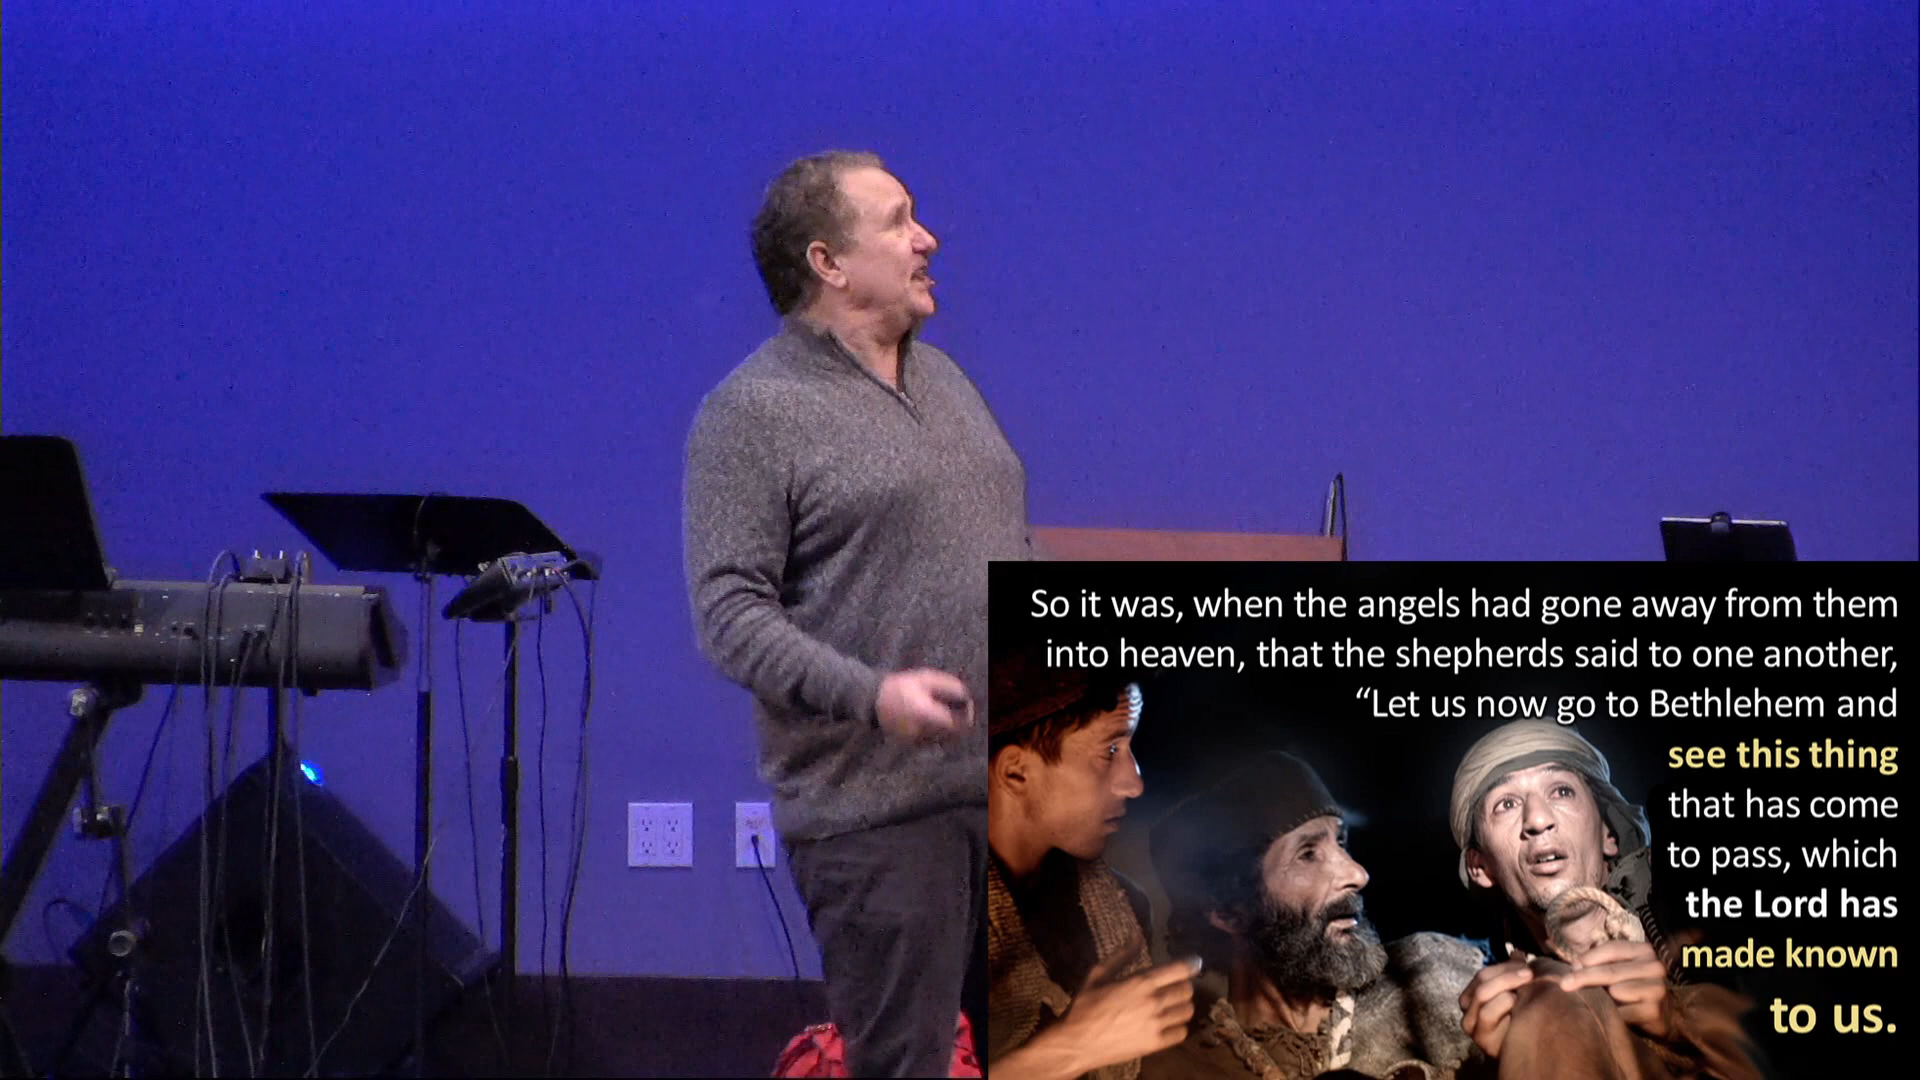 So it was, when the angels had gone away from them
into heaven, that the shepherds said to one another,
“Let us now go to Bethlehem and
see this thing
that has come
to pass, which
the Lord has
made known
to us.